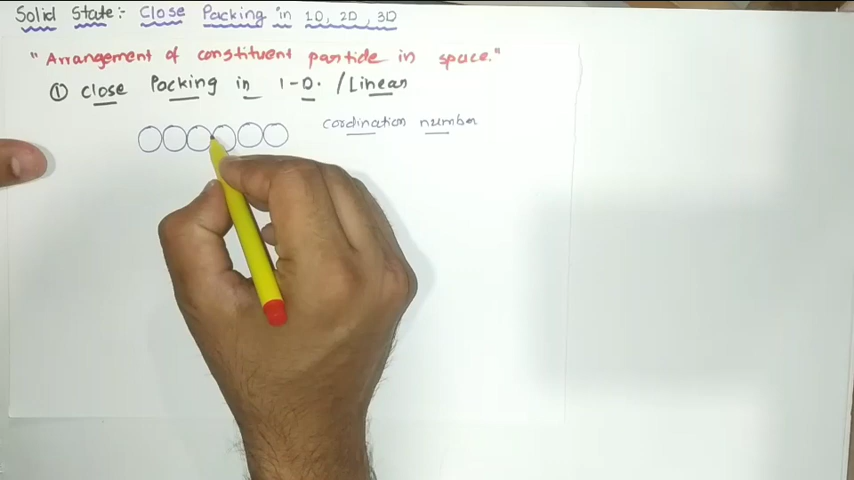 Solid State:- Close Packing in 1D, 2D, 3D
"Arrangement of constituent particle in space."
① Close Packing in 1-D. / Linear
cordination number